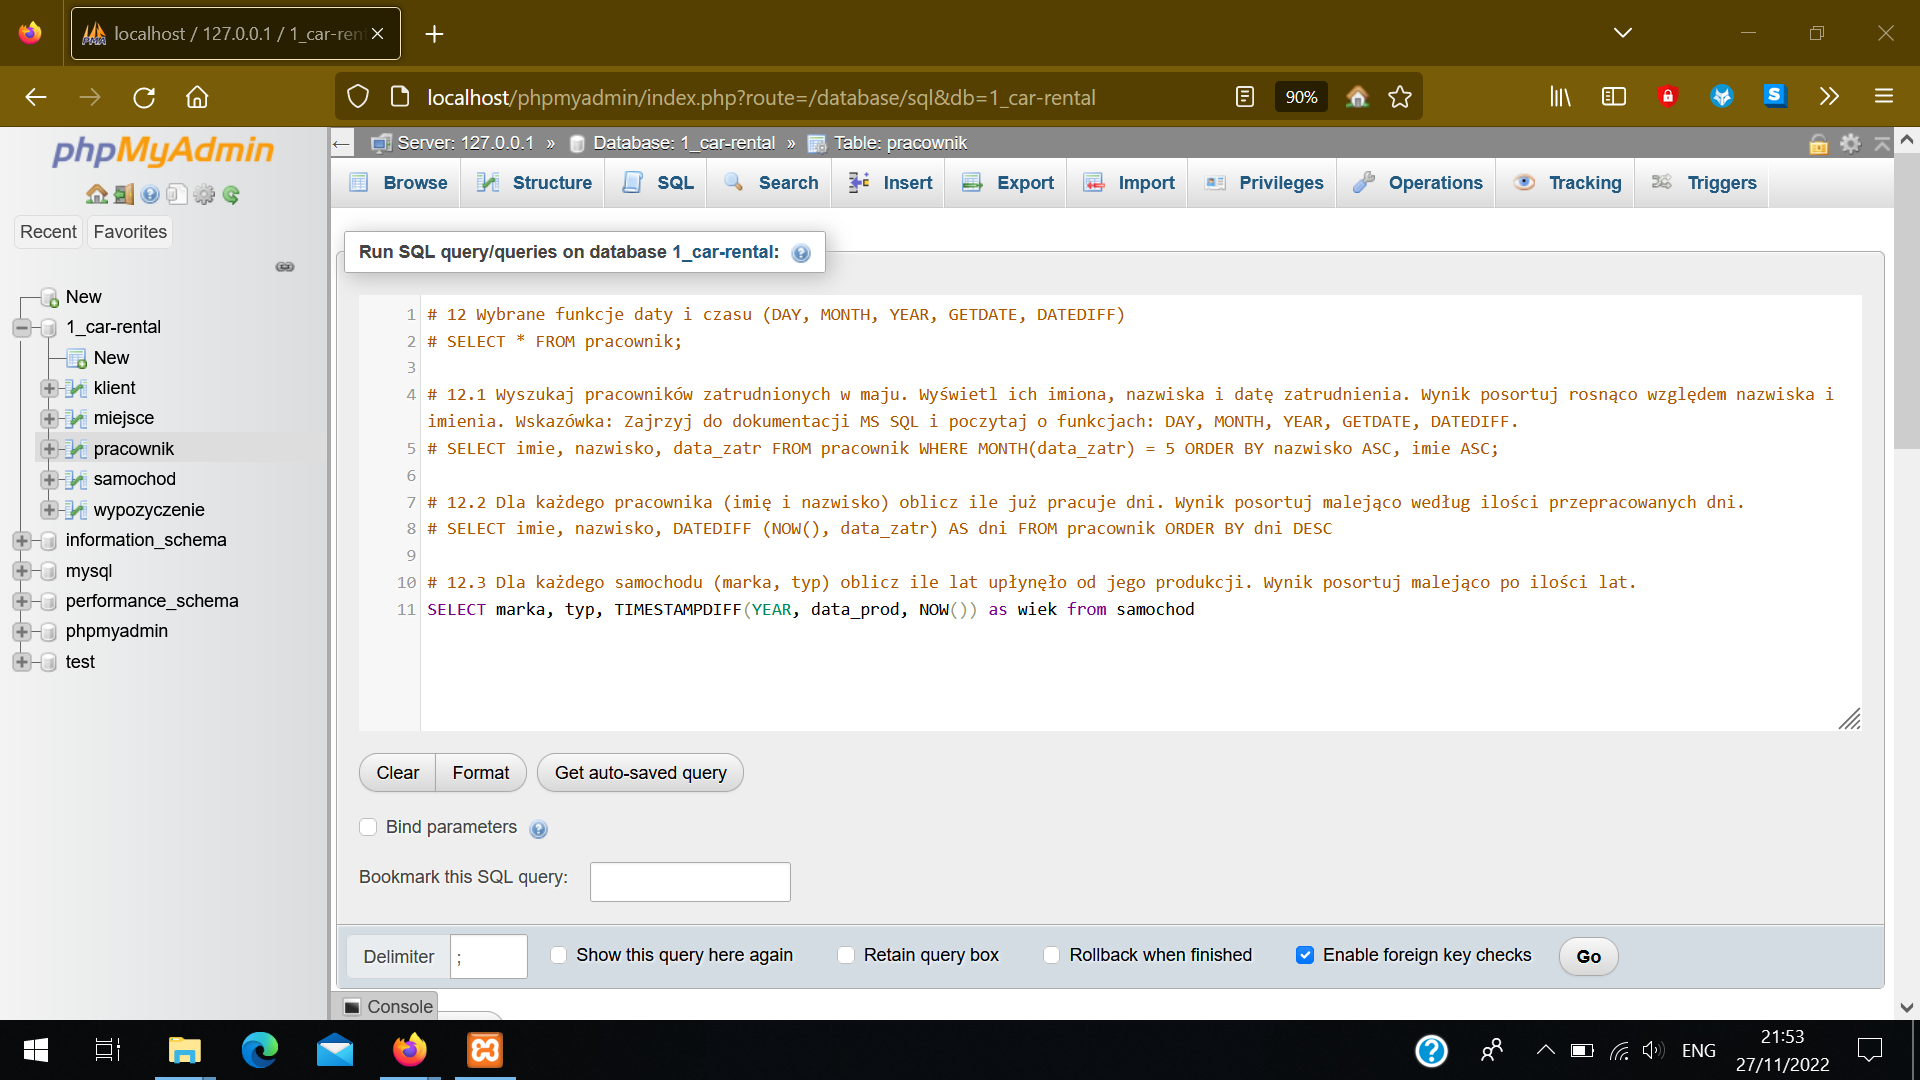 localhost / 127.0.0.1 / 1_car-ren
localhost/phpmyadmin/index.php?route=/database/sql&db=1_car-rental
90%
phpMyAdmin
Recent
Favorites
New
1_car-rental
New
klient
miejsce
pracownik
samochod
wypozyczenie
information_schema
mysql
performance_schema
phpmyadmin
test
Server: 127.0.0.1 » Database: 1_car-rental » Table: pracownik
Browse Structure SQL Search Insert Export Import Privileges Operations Tracking Triggers
Run SQL query/queries on database 1_car-rental:
1 # 12 Wybrane funkcje daty i czasu (DAY, MONTH, YEAR, GETDATE, DATEDIFF)
2 # SELECT * FROM pracownik;
3
4 # 12.1 Wyszukaj pracowników zatrudnionych w maju. Wyświetl ich imiona, nazwiska i datę zatrudnienia. Wynik posortuj rosnąco względem nazwiska i
imienia. Wskazówka: Zajrzyj do dokumentacji MS SQL i poczytaj o funkcjach: DAY, MONTH, YEAR, GETDATE, DATEDIFF.
5 # SELECT imie, nazwisko, data_zatr FROM pracownik WHERE MONTH(data_zatr) = 5 ORDER BY nazwisko ASC, imie ASC;
6
7 # 12.2 Dla każdego pracownika (imię i nazwisko) oblicz ile już pracuje dni. Wynik posortuj malejąco według ilości przepracowanych dni.
8 # SELECT imie, nazwisko, DATEDIFF (NOW(), data_zatr) AS dni FROM pracownik ORDER BY dni DESC
9
10 # 12.3 Dla każdego samochodu (marka, typ) oblicz ile lat upłynęło od jego produkcji. Wynik posortuj malejąco po ilości lat.
11 SELECT marka, typ, TIMESTAMPDIFF(YEAR, data_prod, NOW()) as wiek from samochod
Clear Format Get auto-saved query
Bind parameters
Bookmark this SQL query:
Delimiter ; Show this query here again Retain query box Rollback when finished Enable foreign key checks Go
Console
ENG
21:53
27/11/2022